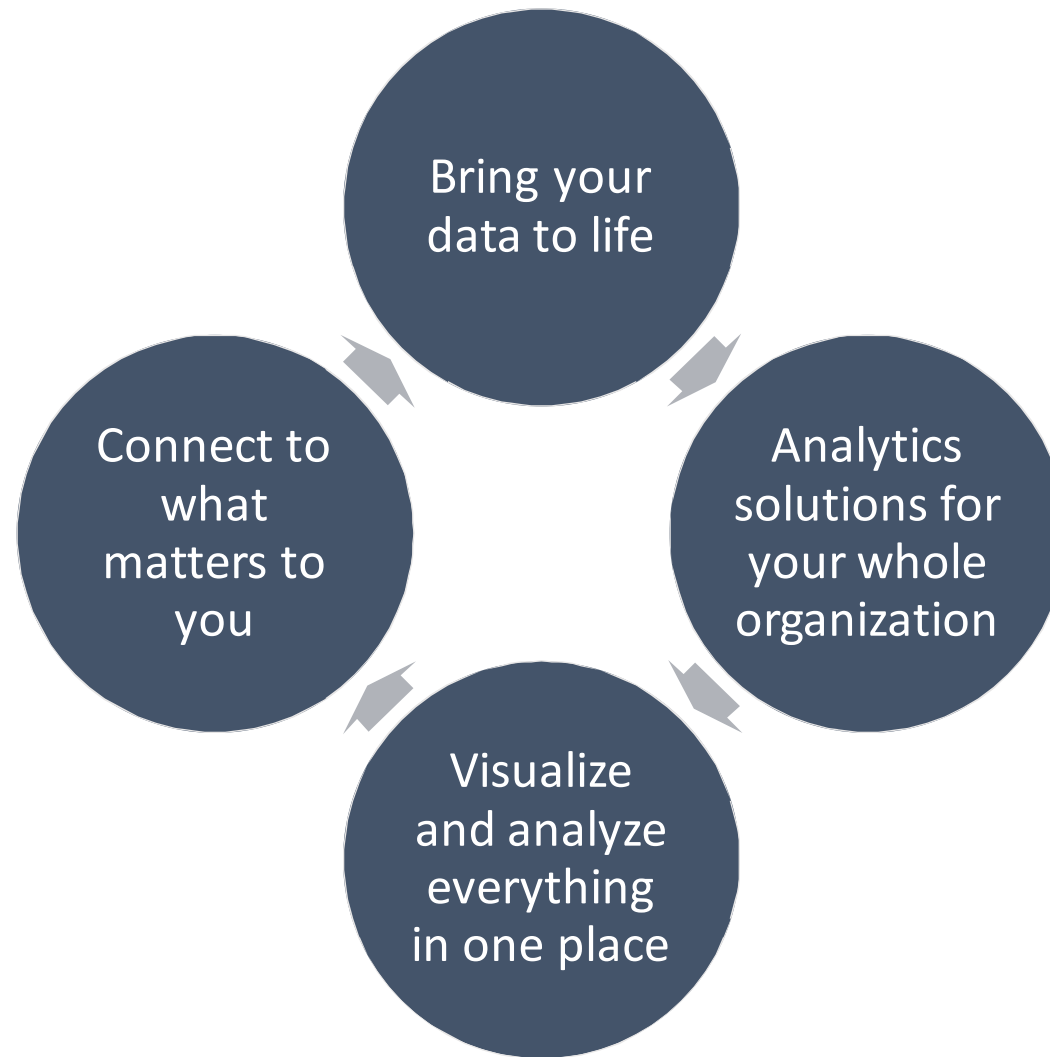 Bring your
data to life
Connect to
what
matters to
you
Analytics
solutions for
your whole
organization
Visualize
and analyze
everything
in one place